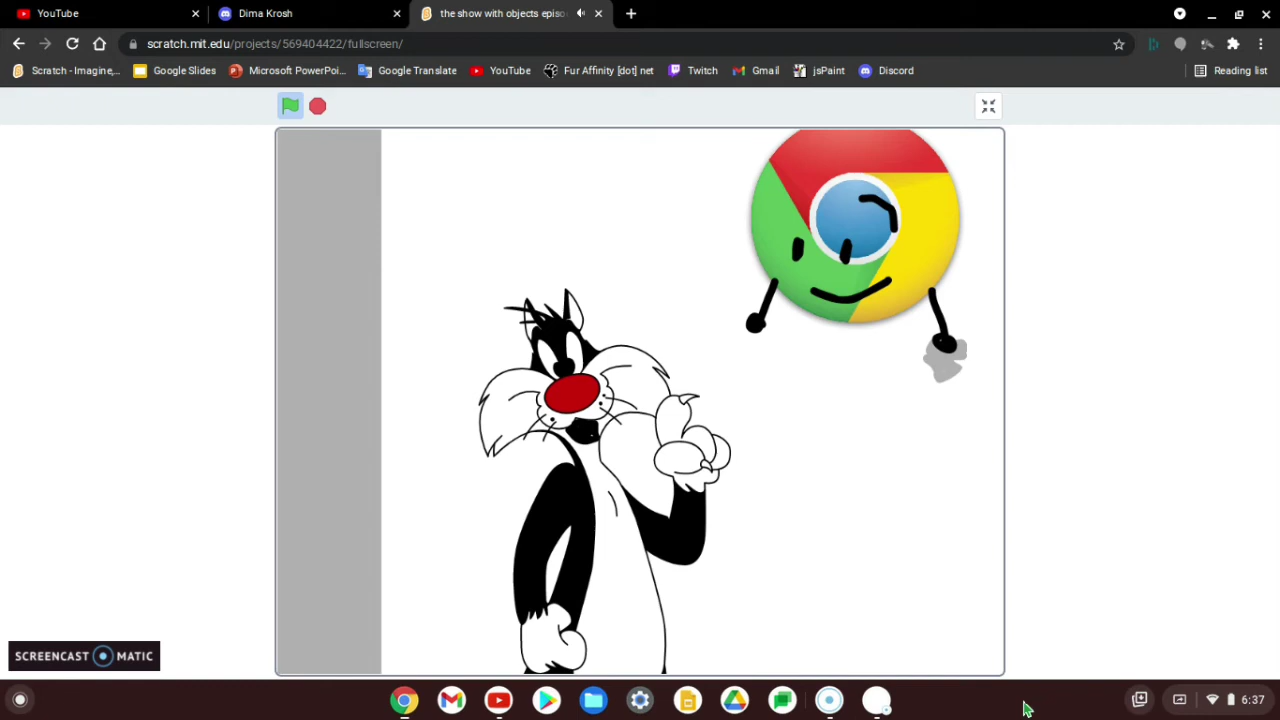 YouTube
Dima Krosh
the show with objects episo
scratch.mit.edu/projects/569404422/fullscreen/
Scratch - Imagine,...
Google Slides
Microsoft PowerPoi...
Google Translate
YouTube
Fur Affinity [dot] net
Twitch
Gmail
jsPaint
Discord
Reading list
SCREENCAST MATIC
6:37